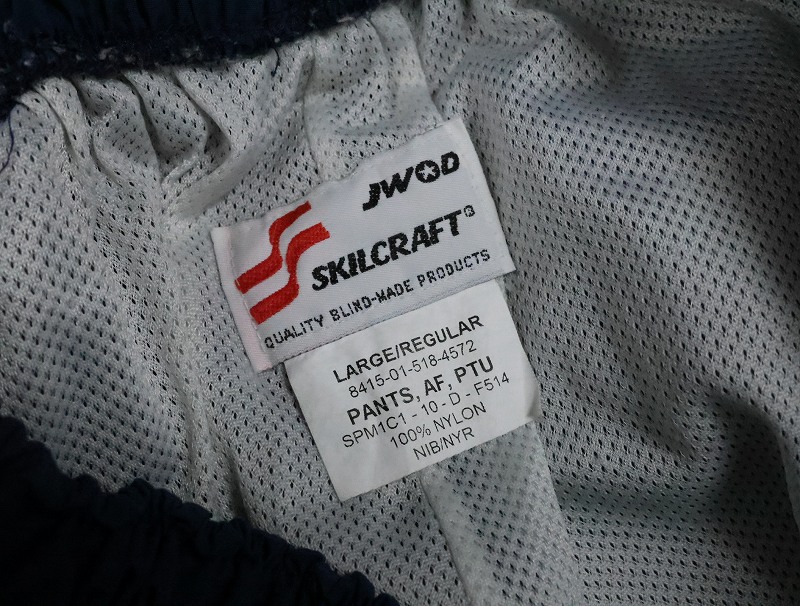 JWOD
SKILCRAFT®
QUALITY BLIND-MADE PRODUCTS
LARGE/REGULAR
8415-01-518-4572
PANTS, AF, PTU
SPM1C1 - 10 - D - F514
100% NYLON
NIB/NYR